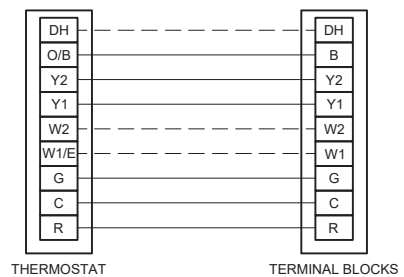 DH DH
O/B B
Y2 Y2
Y1 Y1
W2 W2
W1/E W1
G G
C C
R R
THERMOSTAT TERMINAL BLOCKS